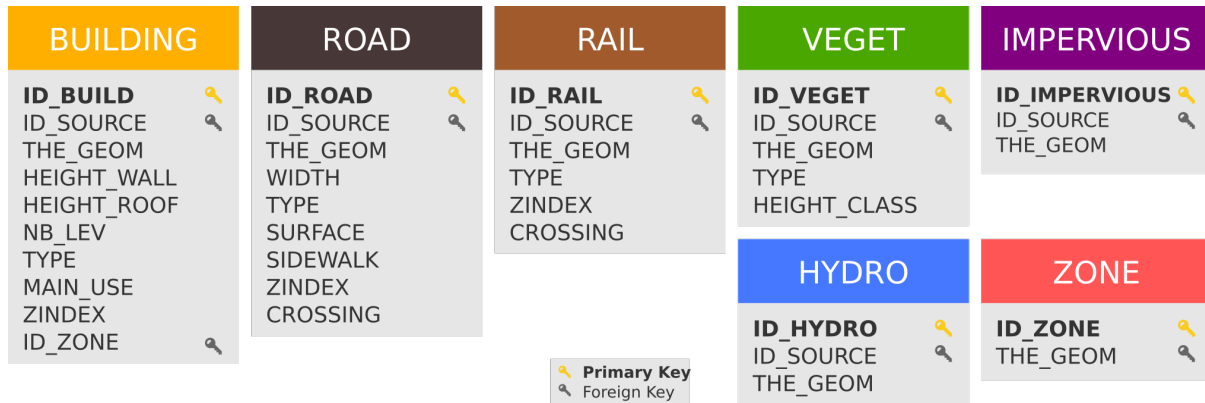 BUILDING
ID_BUILD
ID_SOURCE
THE_GEOM
HEIGHT_WALL
HEIGHT_ROOF
NB_LEV
TYPE
MAIN_USE
ZINDEX
ID_ZONE
ROAD
ID_ROAD
ID_SOURCE
THE_GEOM
WIDTH
TYPE
SURFACE
SIDEWALK
ZINDEX
CROSSING
RAIL
ID_RAIL
ID_SOURCE
THE_GEOM
TYPE
ZINDEX
CROSSING
VEGET
ID_VEGET
ID_SOURCE
THE_GEOM
TYPE
HEIGHT_CLASS
IMPERVIOUS
ID_IMPERVIOUS
ID_SOURCE
THE_GEOM
HYDRO
ID_HYDRO
ID_SOURCE
THE_GEOM
ZONE
ID_ZONE
THE_GEOM
Primary Key
Foreign Key